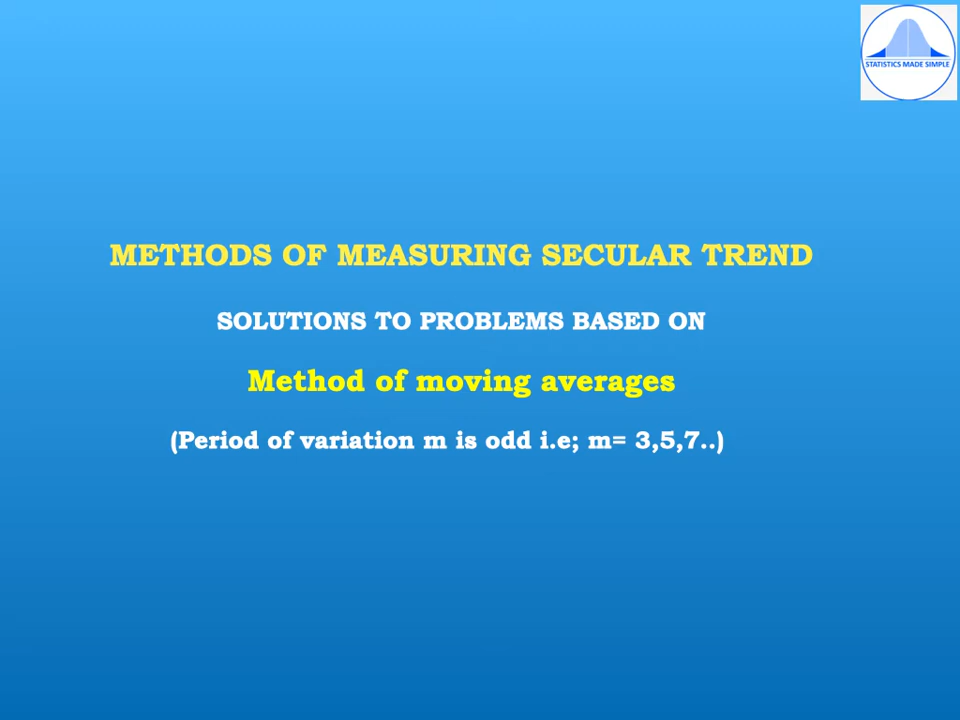 STATISTICS MADE SIMPLE
METHODS OF MEASURING SECULAR TREND
SOLUTIONS TO PROBLEMS BASED ON
Method of moving averages
(Period of variation m is odd i.e; m= 3,5,7..)